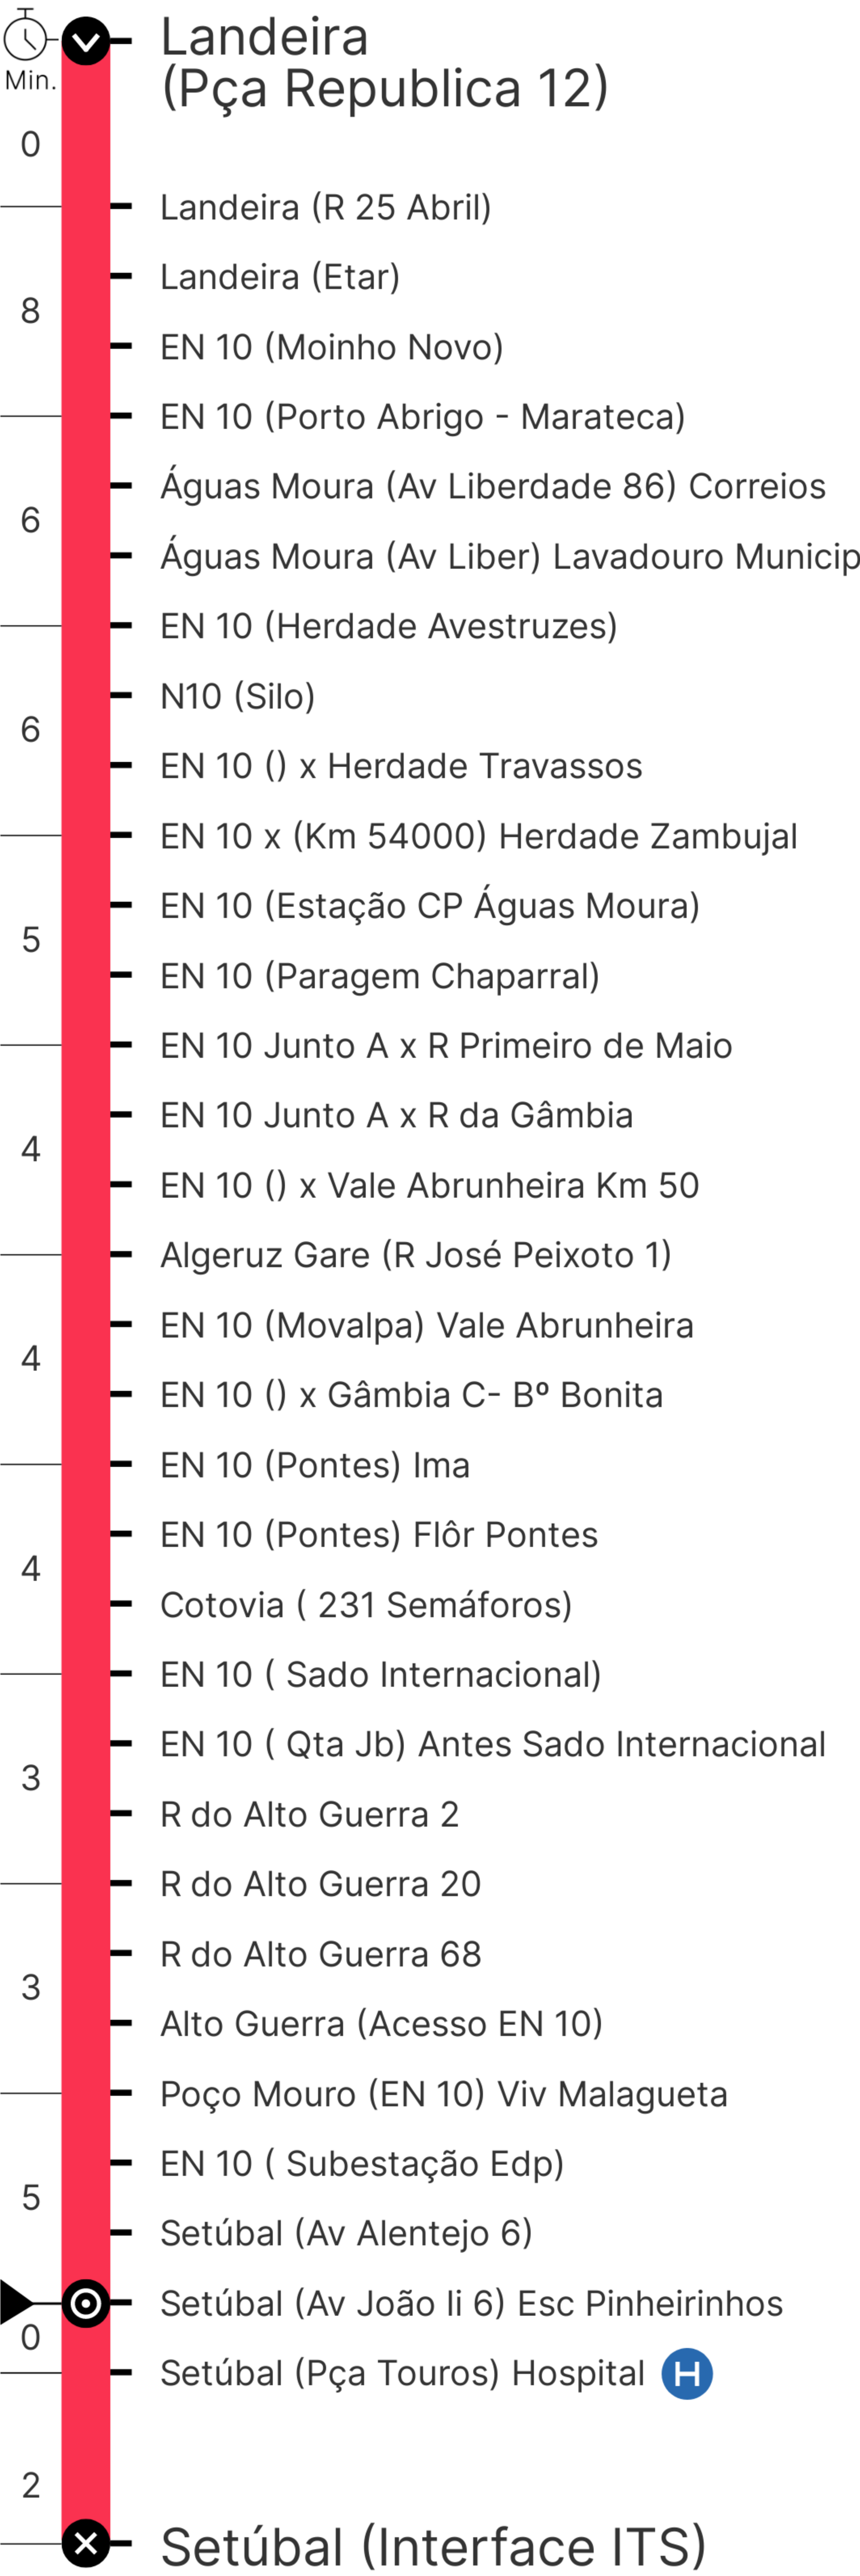 Landeira
(Pça Republica 12)
Min.
0
Landeira (R 25 Abril)
Landeira (Etar)
8
EN 10 (Moinho Novo)
EN 10 (Porto Abrigo - Marateca)
Águas Moura (Av Liberdade 86) Correios
6
Águas Moura (Av Liber) Lavadouro Municip
EN 10 (Herdade Avestruzes)
N10 (Silo)
6
EN 10 () x Herdade Travassos
EN 10 x (Km 54000) Herdade Zambujal
EN 10 (Estação CP Águas Moura)
5
EN 10 (Paragem Chaparral)
EN 10 Junto A x R Primeiro de Maio
EN 10 Junto A x R da Gâmbia
4
EN 10 () x Vale Abrunheira Km 50
Algeruz Gare (R José Peixoto 1)
EN 10 (Movalpa) Vale Abrunheira
4
EN 10 () x Gâmbia C- Bº Bonita
EN 10 (Pontes) Ima
EN 10 (Pontes) Flôr Pontes
4
Cotovia ( 231 Semáforos)
EN 10 ( Sado Internacional)
EN 10 ( Qta Jb) Antes Sado Internacional
3
R do Alto Guerra 2
R do Alto Guerra 20
R do Alto Guerra 68
3
Alto Guerra (Acesso EN 10)
Poço Mouro (EN 10) Viv Malagueta
EN 10 ( Subestação Edp)
5
Setúbal (Av Alentejo 6)
Setúbal (Av João Ii 6) Esc Pinheirinhos
0
Setúbal (Pça Touros) Hospital H
2
Setúbal (Interface ITS)